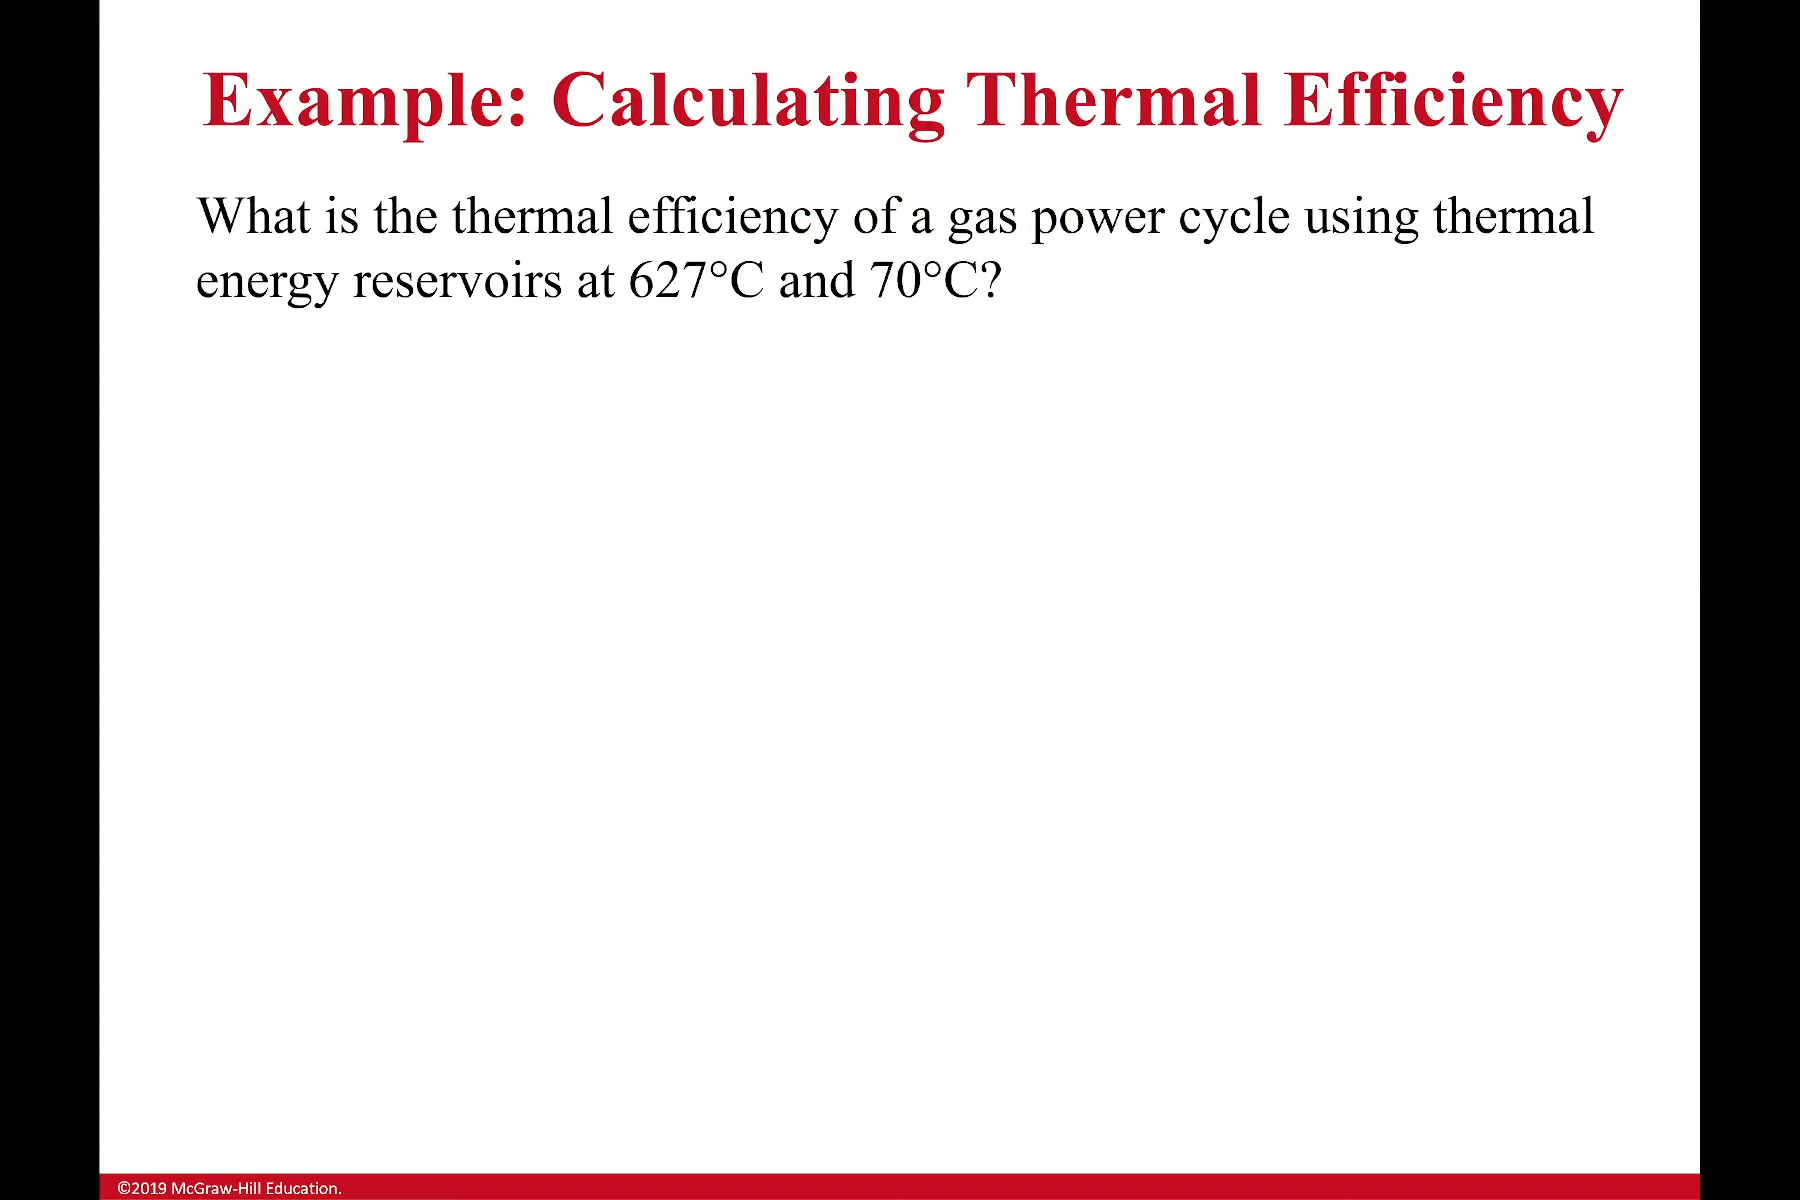 Example: Calculating Thermal Efficiency
What is the thermal efficiency of a gas power cycle using thermal
energy reservoirs at 627°C and 70°C?
©2019 McGraw-Hill Education.